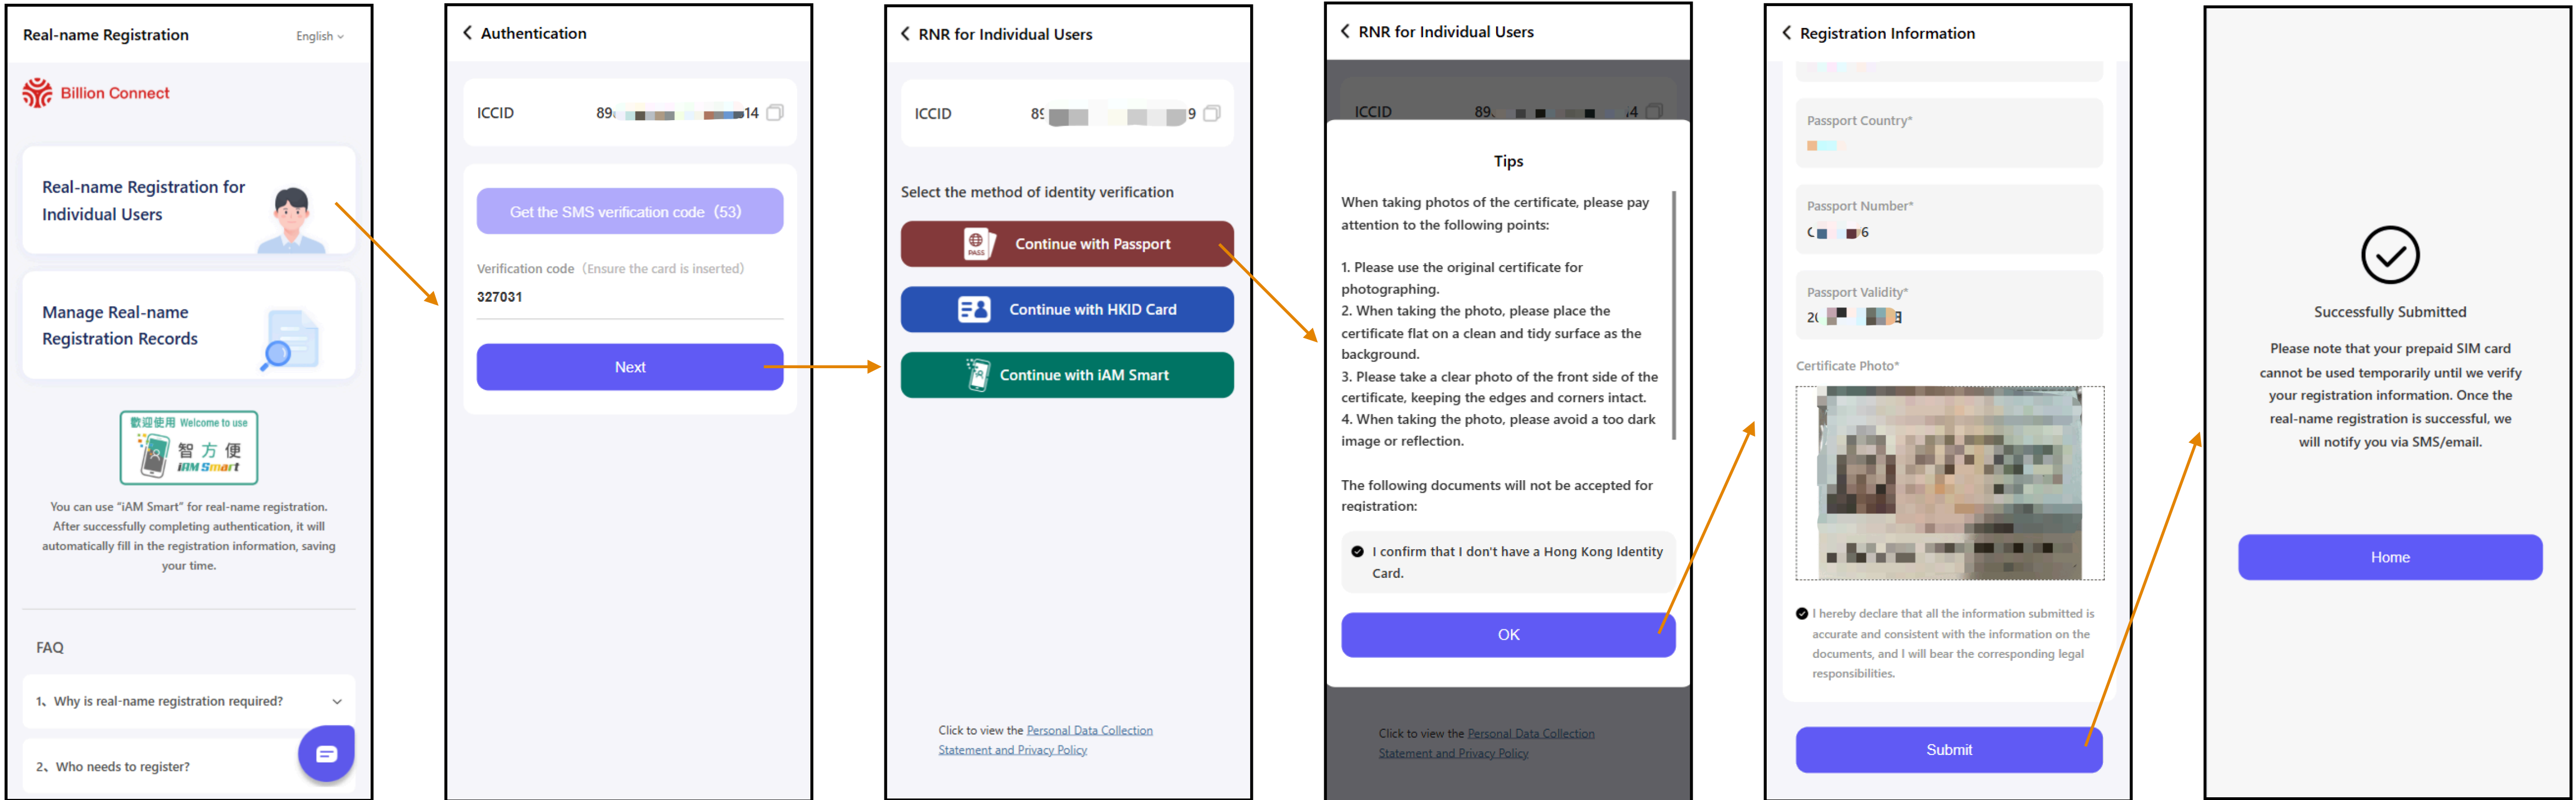 Real-name Registration
English
Billion Connect
Real-name Registration for
Individual Users
Manage Real-name
Registration Records
歡迎使用 Welcome to use
智方便
iAM Smart
You can use “iAM Smart” for real-name registration.
After successfully completing authentication, it will
automatically fill in the registration information, saving
your time.
FAQ
1、Why is real-name registration required?
2、Who needs to register?
Authentication
ICCID 89 14
Get the SMS verification code（53）
Verification code（Ensure the card is inserted）
327031
Next
RNR for Individual Users
ICCID 89 9
Select the method of identity verification
PASS
Continue with Passport
Continue with HKID Card
Continue with iAM Smart
Click to view the Personal Data Collection
Statement and Privacy Policy
RNR for Individual Users
ICCID 89 14
Tips
When taking photos of the certificate, please pay
attention to the following points:
1. Please use the original certificate for
photographing.
2. When taking the photo, please place the
certificate flat on a clean and tidy surface as the
background.
3. Please take a clear photo of the front side of the
certificate, keeping the edges and corners intact.
4. When taking the photo, please avoid a too dark
image or reflection.
The following documents will not be accepted for
registration:
I confirm that I don't have a Hong Kong Identity
Card.
OK
Click to view the Personal Data Collection
Statement and Privacy Policy
Registration Information
Passport Country*
Passport Number*
6
Passport Validity*
20 日
Certificate Photo*
I hereby declare that all the information submitted is
accurate and consistent with the information on the
documents, and I will bear the corresponding legal
responsibilities.
Submit
Successfully Submitted
Please note that your prepaid SIM card
cannot be used temporarily until we verify
your registration information. Once the
real-name registration is successful, we
will notify you via SMS/email.
Home